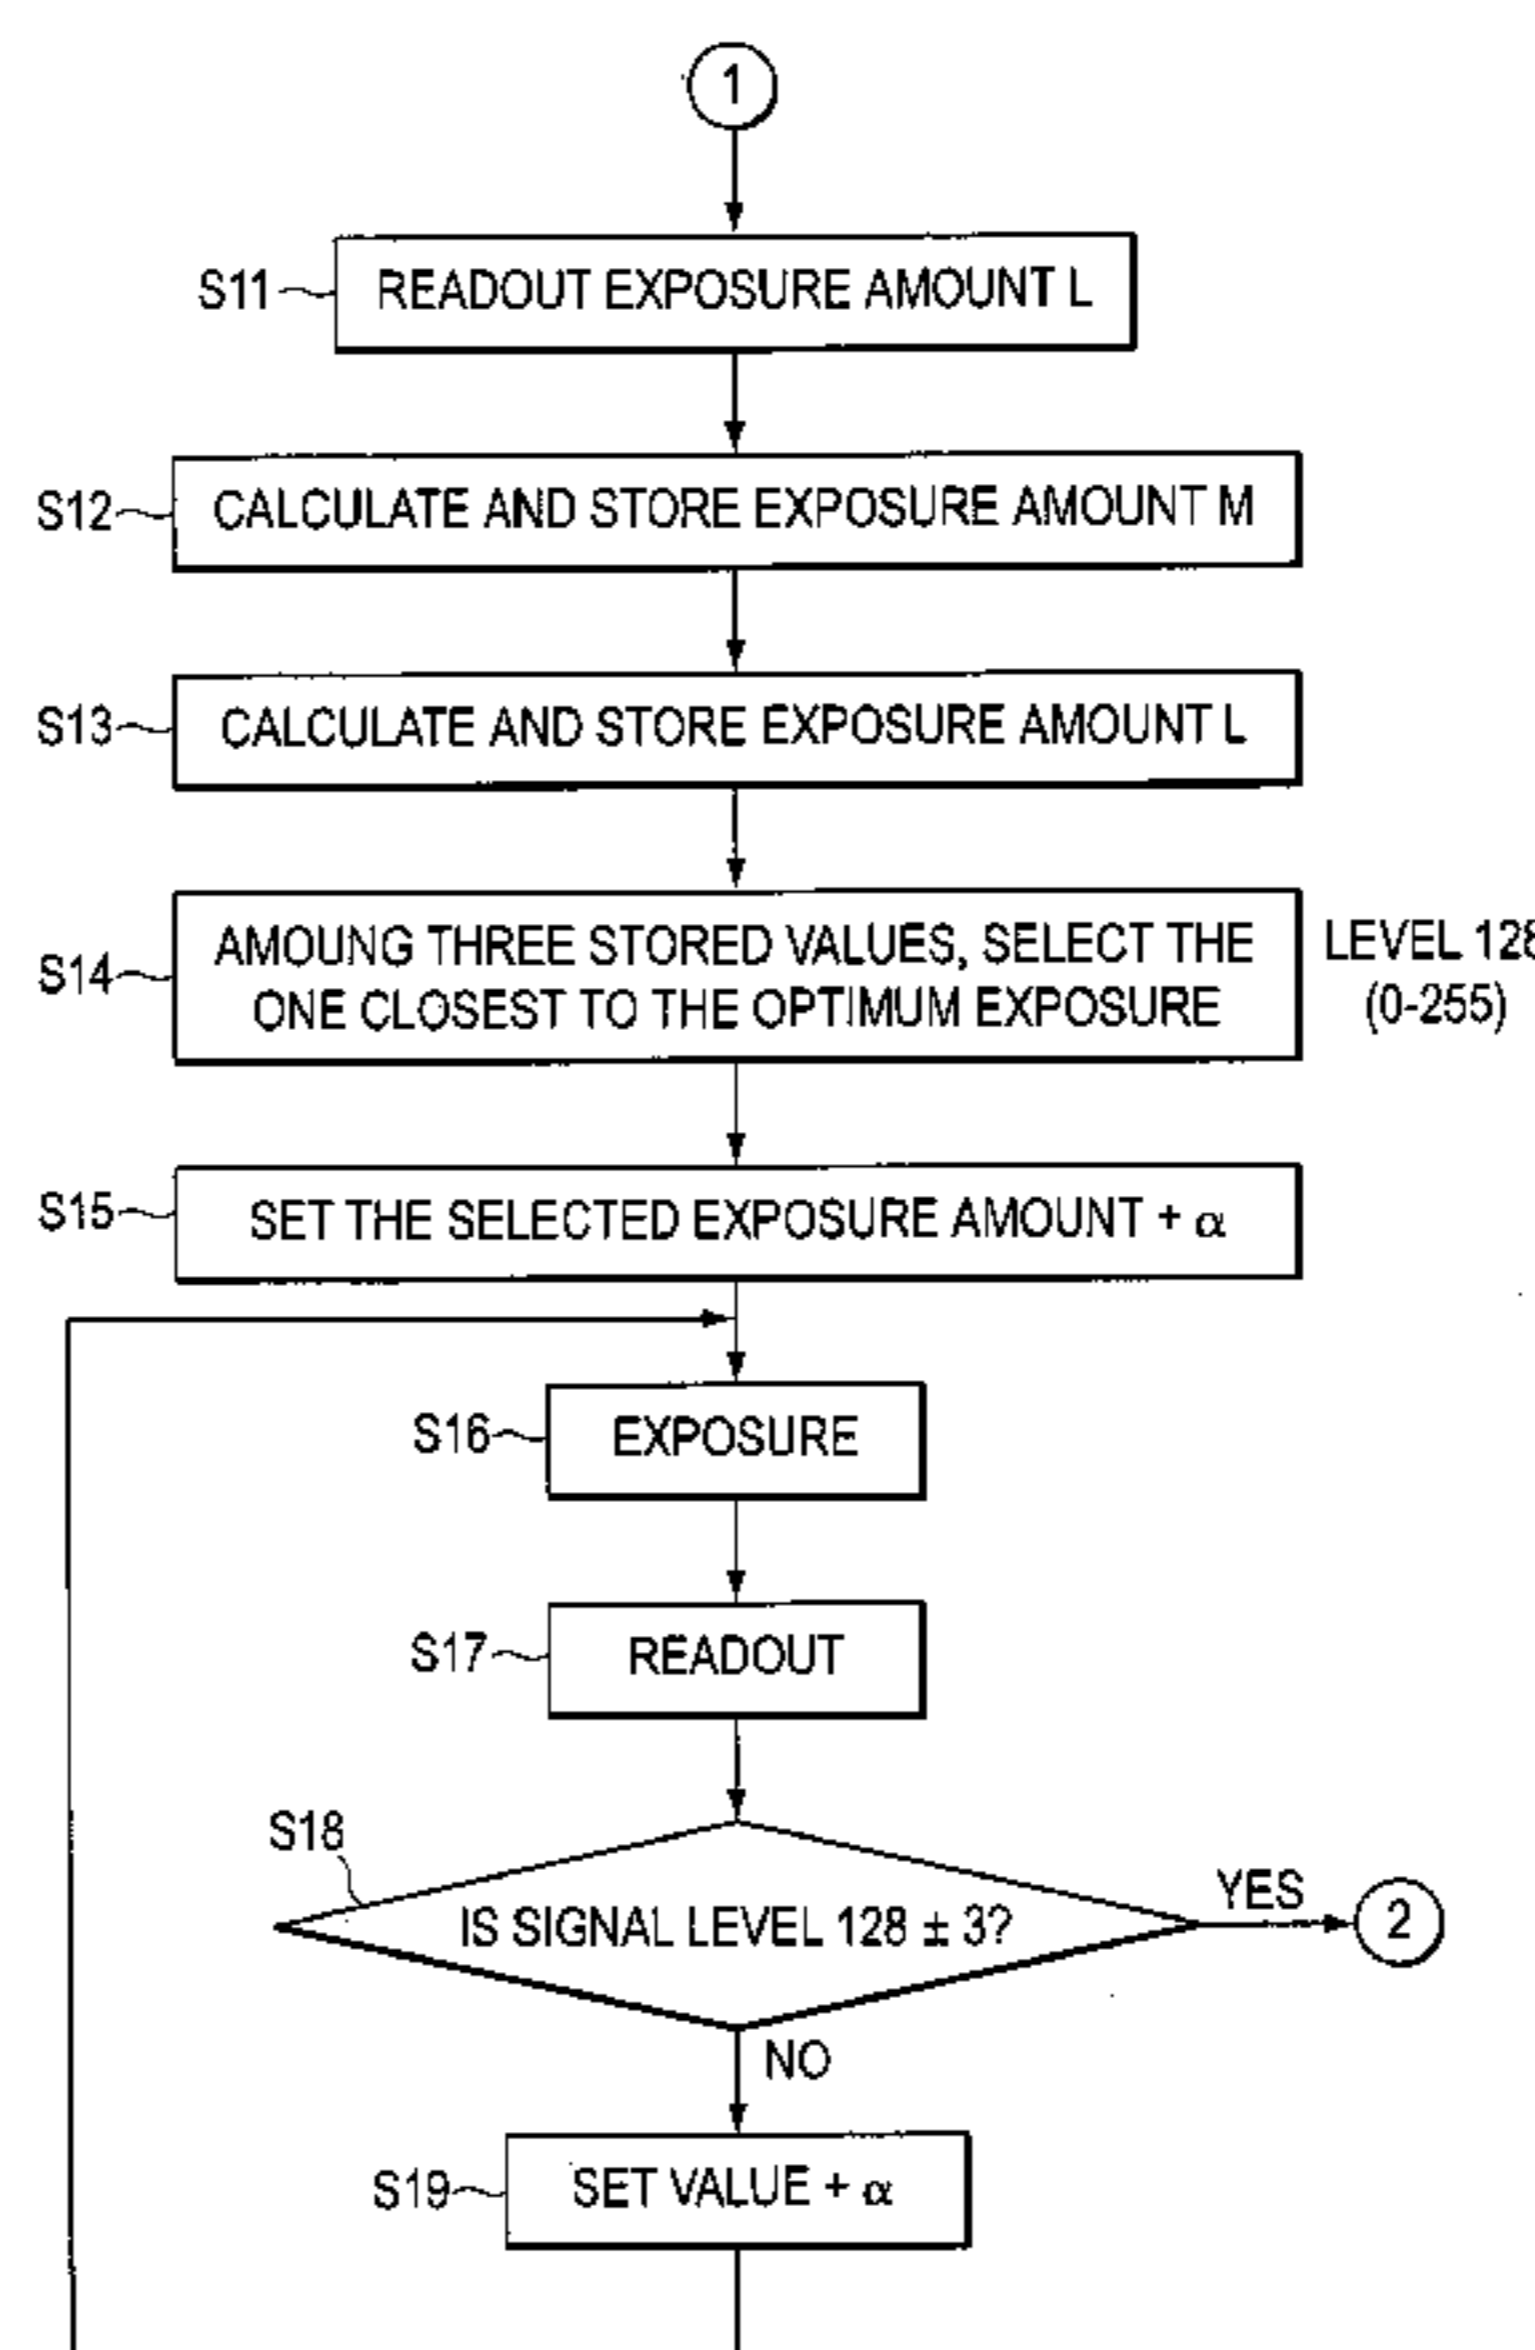 1
S11
READOUT EXPOSURE AMOUNT L
S12
CALCULATE AND STORE EXPOSURE AMOUNT M
S13
CALCULATE AND STORE EXPOSURE AMOUNT L
S14
AMOUNG THREE STORED VALUES, SELECT THE
ONE CLOSEST TO THE OPTIMUM EXPOSURE
LEVEL 128
(0-255)
S15
SET THE SELECTED EXPOSURE AMOUNT + α
S16
EXPOSURE
S17
READOUT
S18
IS SIGNAL LEVEL 128 ± 3?
YES
2
NO
S19
SET VALUE + α